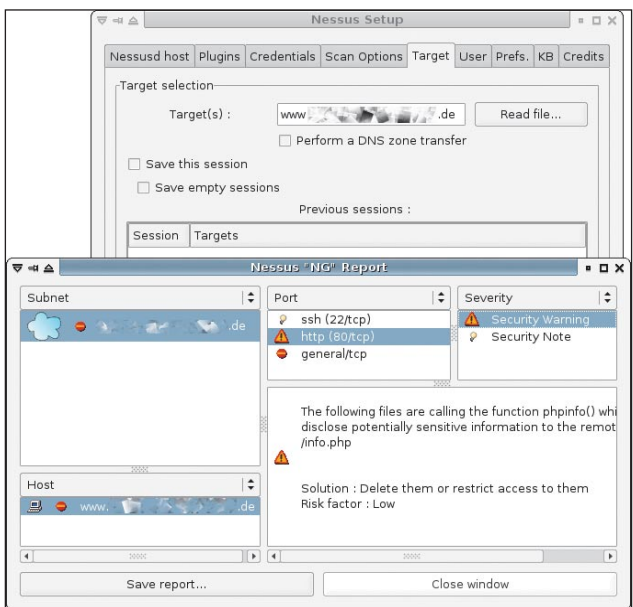 Nessus Setup
Nessusd host Plugins Credentials Scan Options Target User Prefs. KB Credits
Target selection
Target(s) : www .de Read file...
Perform a DNS zone transfer
Save this session
Save empty sessions
Previous sessions :
Session Targets
Nessus "NG" Report
Subnet
.de
Port
ssh (22/tcp)
http (80/tcp)
general/tcp
Severity
Security Warning
Security Note
The following files are calling the function phpinfo() whi
disclose potentially sensitive information to the remot
/info.php
Solution : Delete them or restrict access to them
Risk factor : Low
Host
www. .de
Save report... Close window